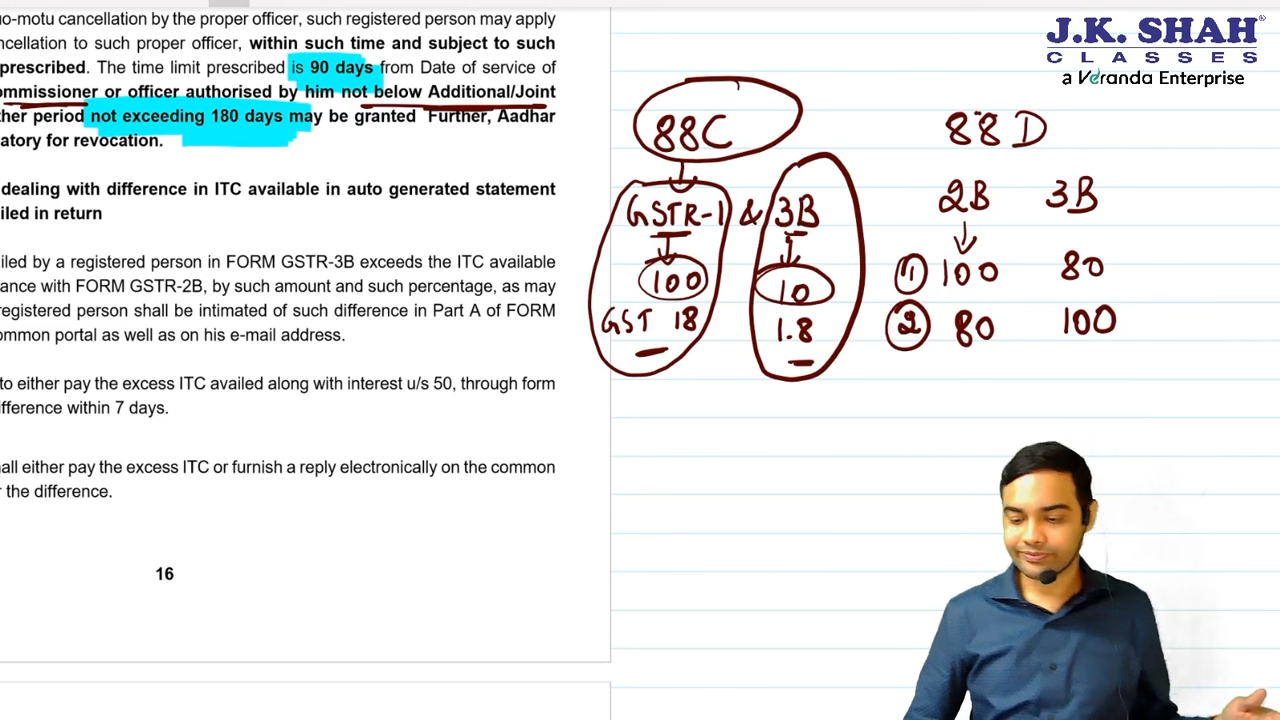 uo-motu cancellation by the proper officer, such registered person may apply
ncellation to such proper officer, within such time and subject to such
prescribed. The time limit prescribed is 90 days from Date of service of
ommissioner or officer authorised by him not below Additional/Joint
ther period not exceeding 180 days may be granted Further, Aadhar
atory for revocation.
dealing with difference in ITC available in auto generated statement
iled in return
iled by a registered person in FORM GSTR-3B exceeds the ITC available
ance with FORM GSTR-2B, by such amount and such percentage, as may
registered person shall be intimated of such difference in Part A of FORM
ommon portal as well as on his e-mail address.
to either pay the excess ITC availed along with interest u/s 50, through form
ifference within 7 days.
all either pay the excess ITC or furnish a reply electronically on the common
r the difference.
16
J.K. SHAH®
CLASSES
a Veranda Enterprise
88C
GSTR-1 & 3B
100 10
GST 18 1.8
88D
2B 3B
1 100 80
2 80 100